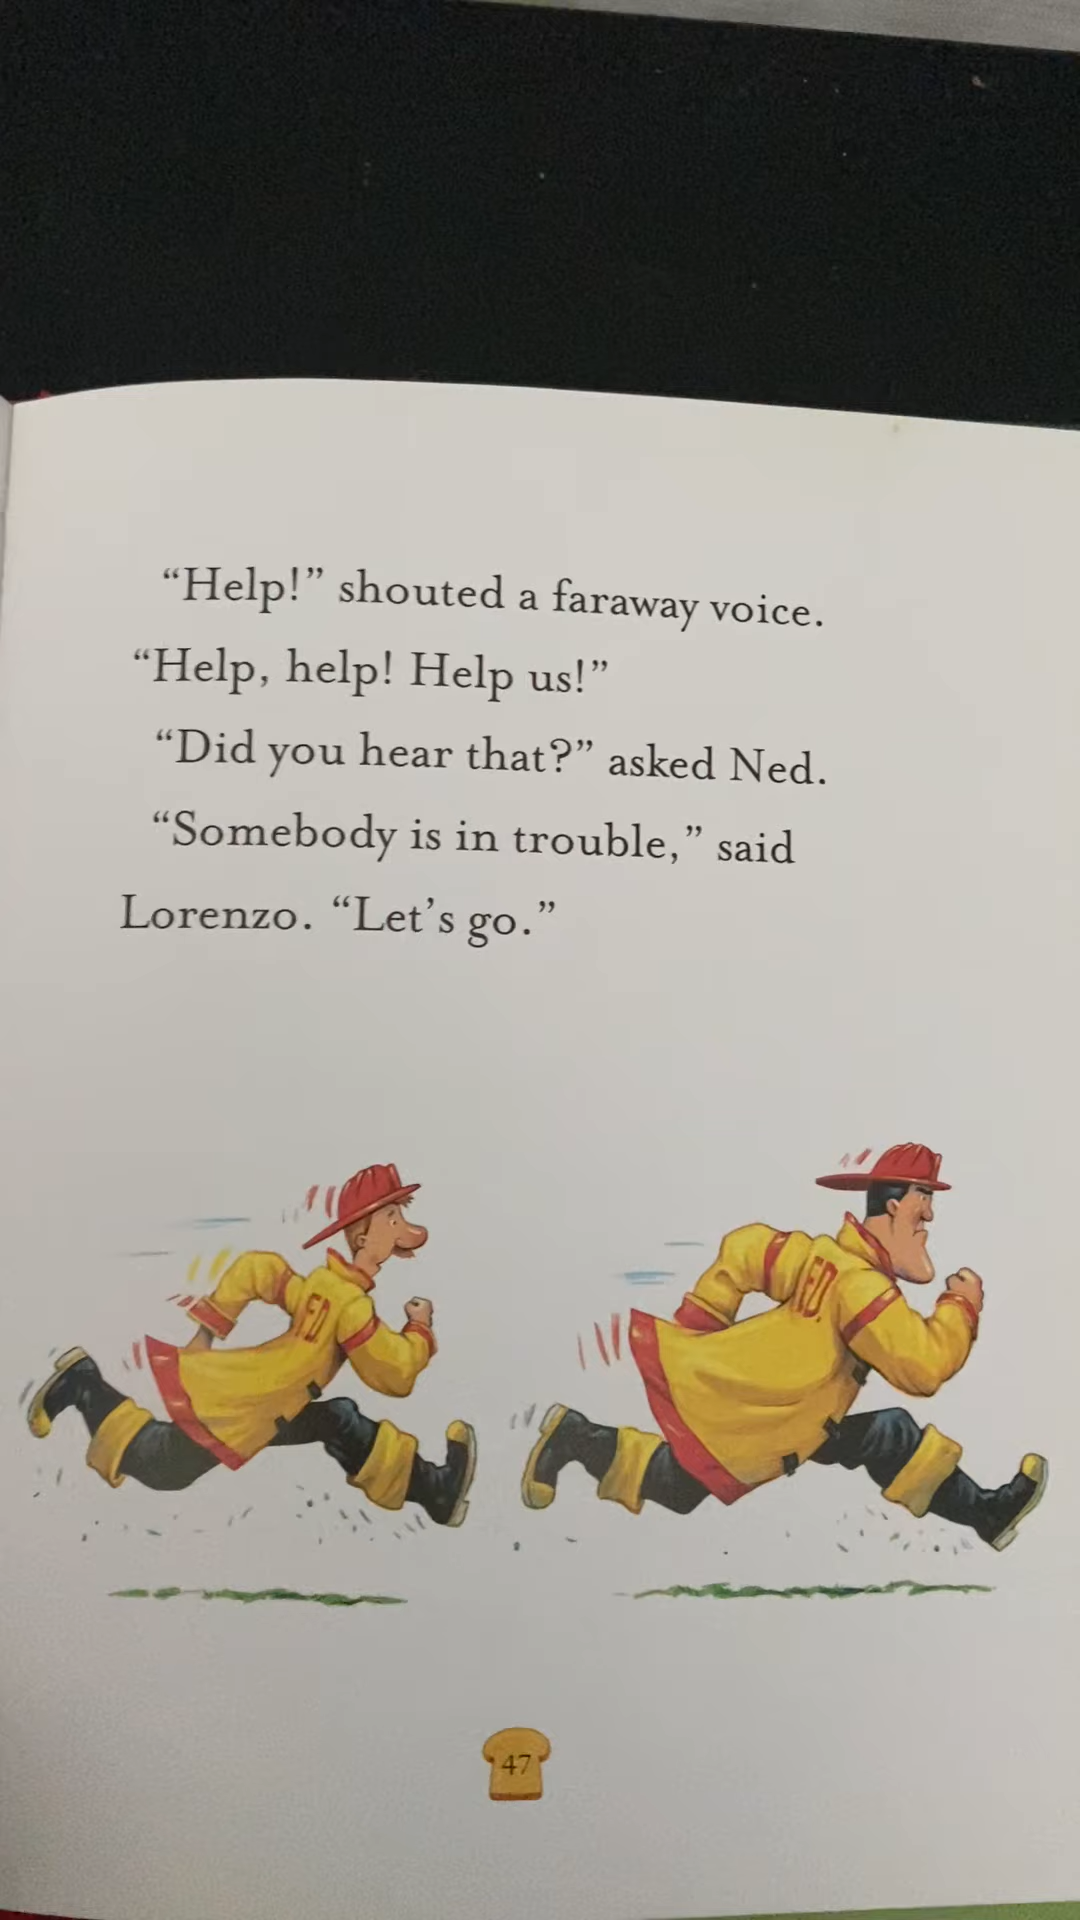 “Help!” shouted a faraway voice.
“Help, help! Help us!”
“Did you hear that?” asked Ned.
“Somebody is in trouble,” said
Lorenzo. “Let’s go.”
FD
F.D.
47